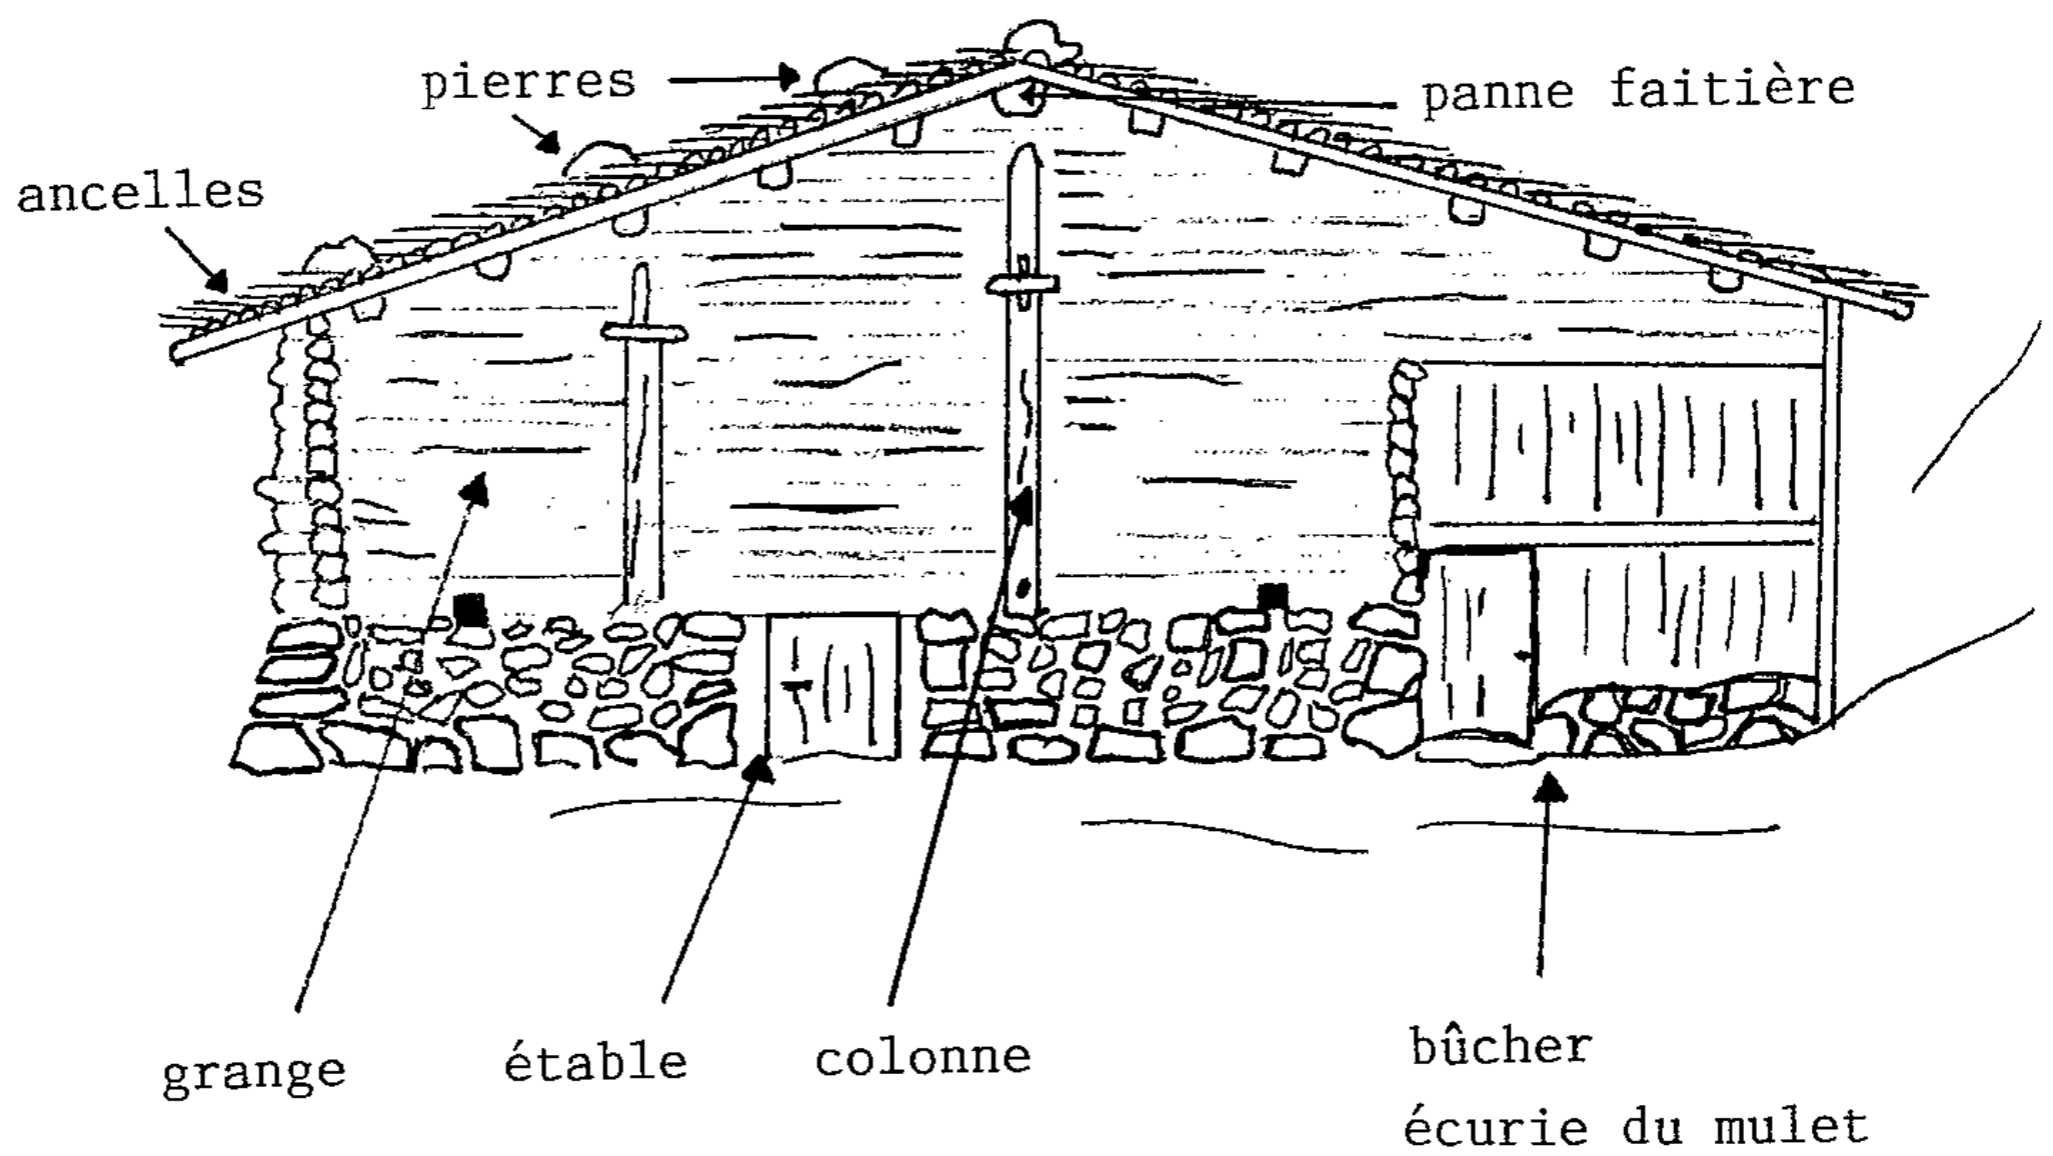 pierres
panne faitière
ancelles
grange
étable
colonne
bûcher
écurie du mulet